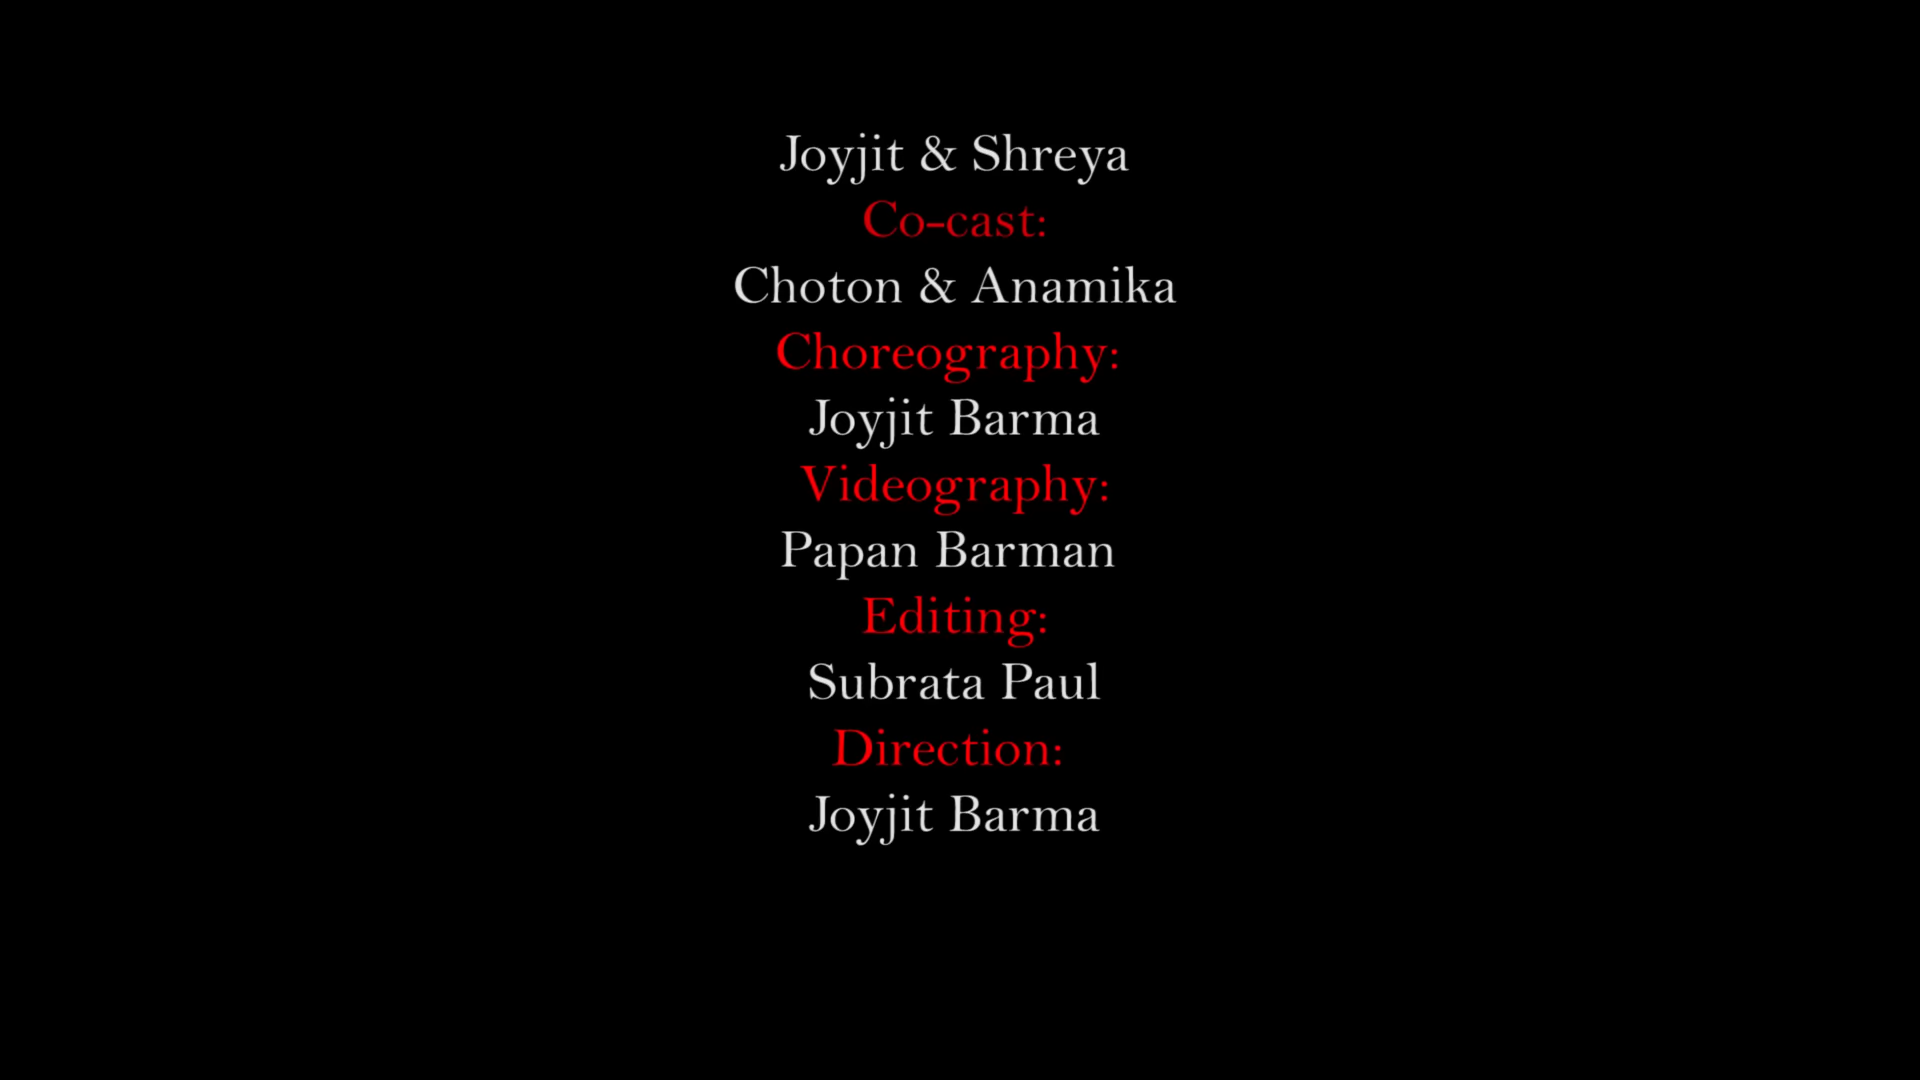 Joyjit & Shreya
Co-cast:
Choton & Anamika
Choreography:
Joyjit Barma
Videography:
Papan Barman
Editing:
Subrata Paul
Direction:
Joyjit Barma